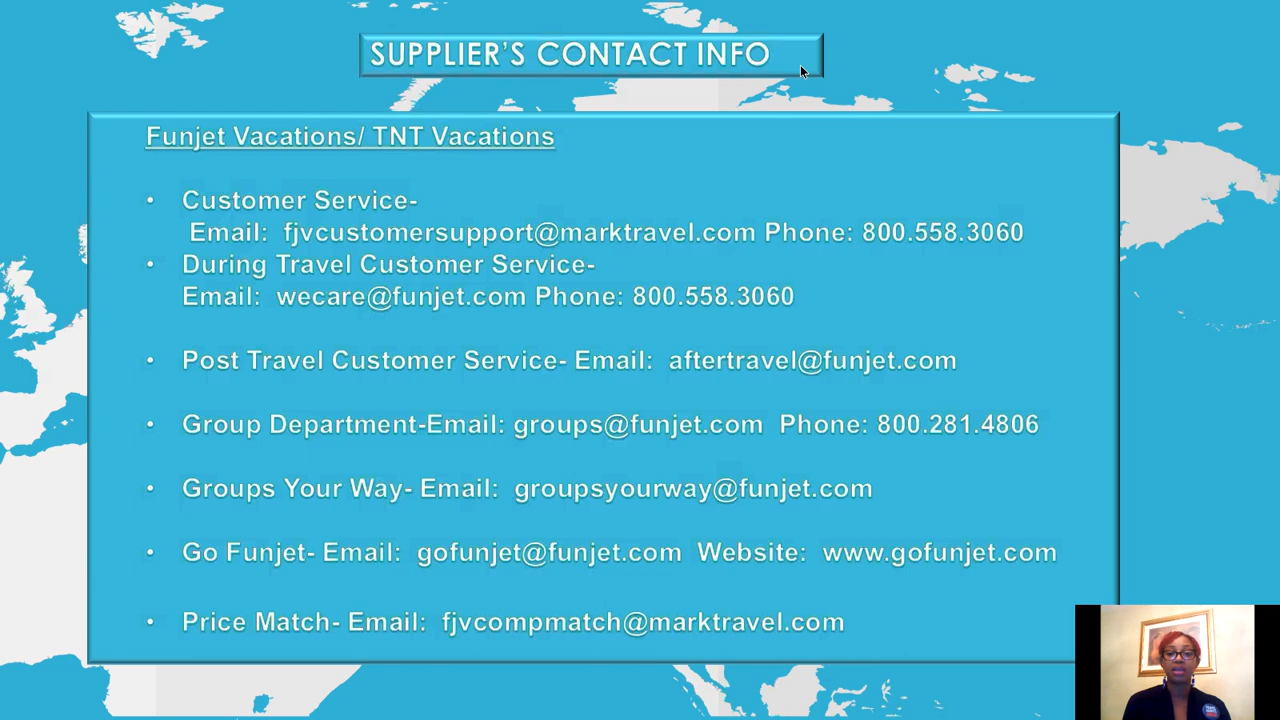 SUPPLIER'S CONTACT INFO
Funjet Vacations/ TNT Vacations
• Customer Service-
Email: fjvcustomersupport@marktravel.com Phone: 800.558.3060
• During Travel Customer Service-
Email: wecare@funjet.com Phone: 800.558.3060
• Post Travel Customer Service- Email: aftertravel@funjet.com
• Group Department-Email: groups@funjet.com Phone: 800.281.4806
• Groups Your Way- Email: groupsyourway@funjet.com
• Go Funjet- Email: gofunjet@funjet.com Website: www.gofunjet.com
• Price Match- Email: fjvcompmatch@marktravel.com